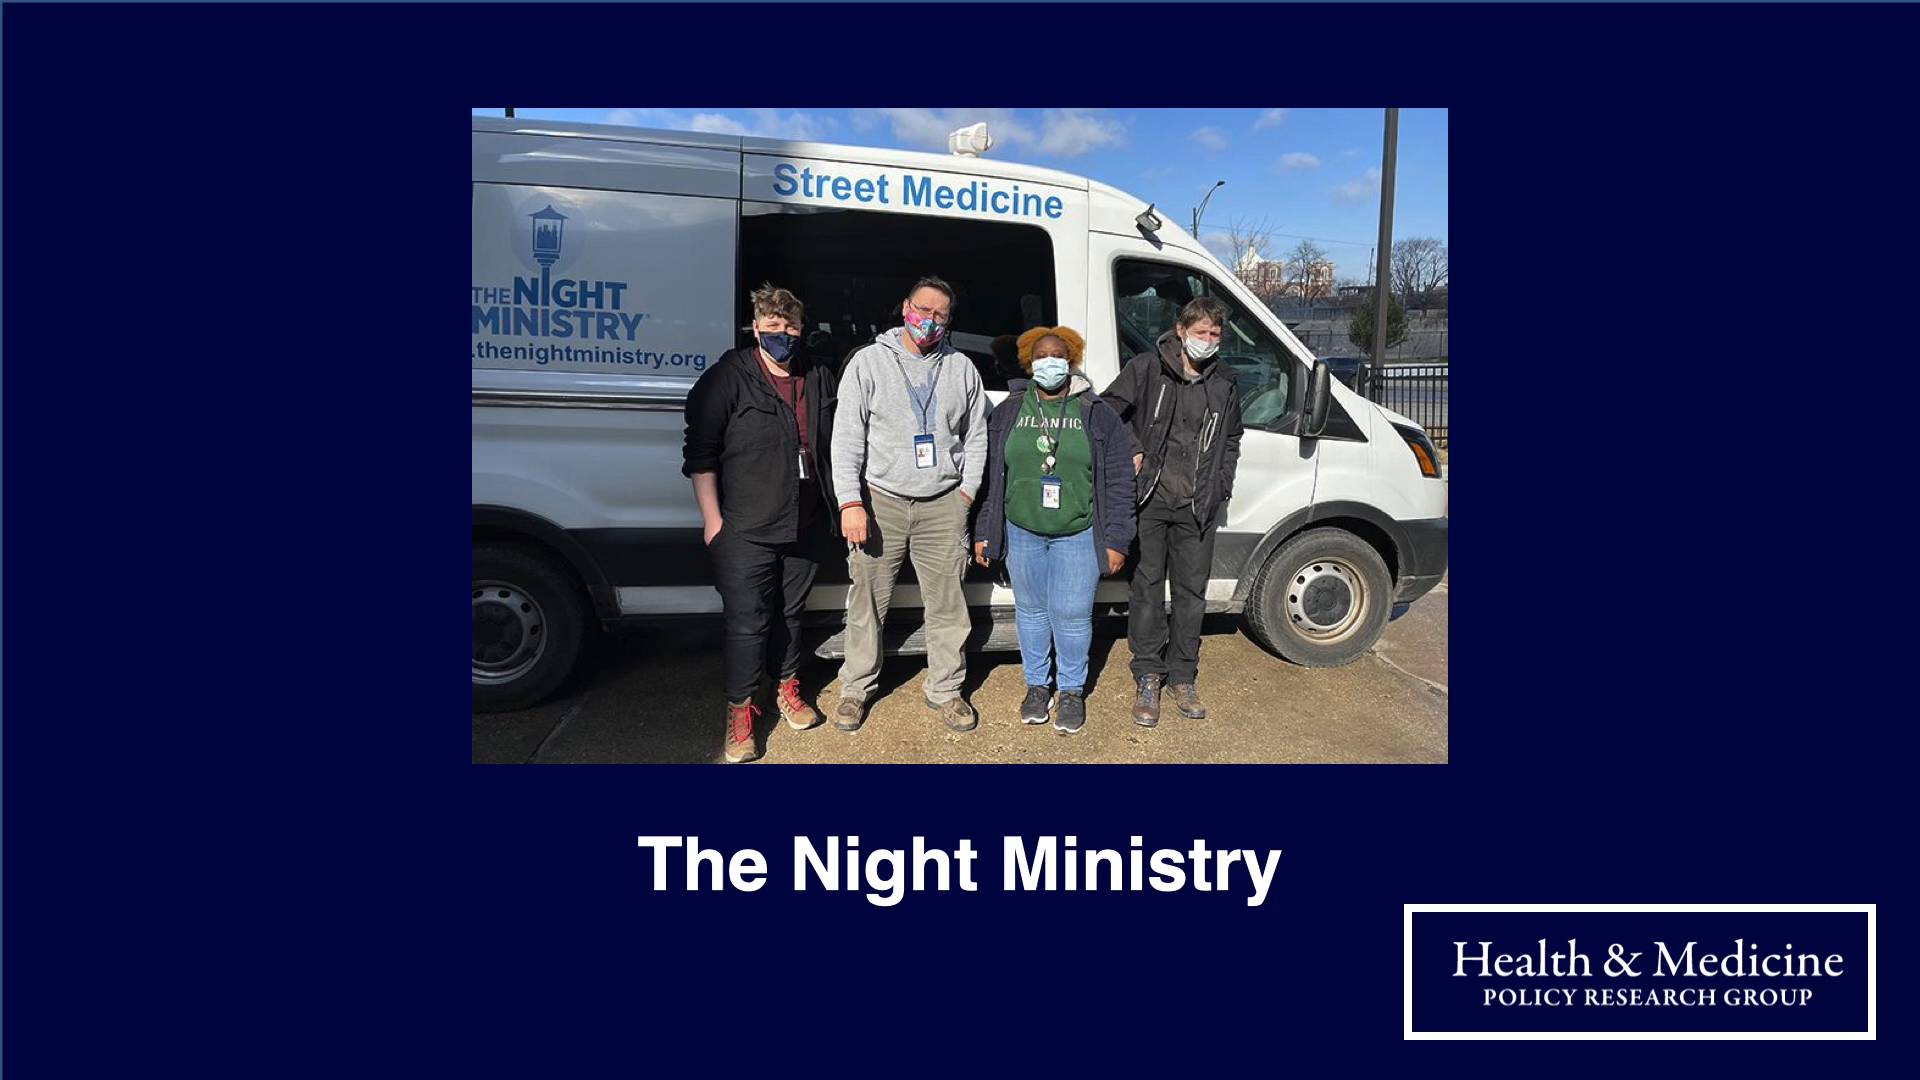 Street Medicine
THE NIGHT
MINISTRY
.thenightministry.org
ATLANTIC
The Night Ministry
Health & Medicine
POLICY RESEARCH GROUP